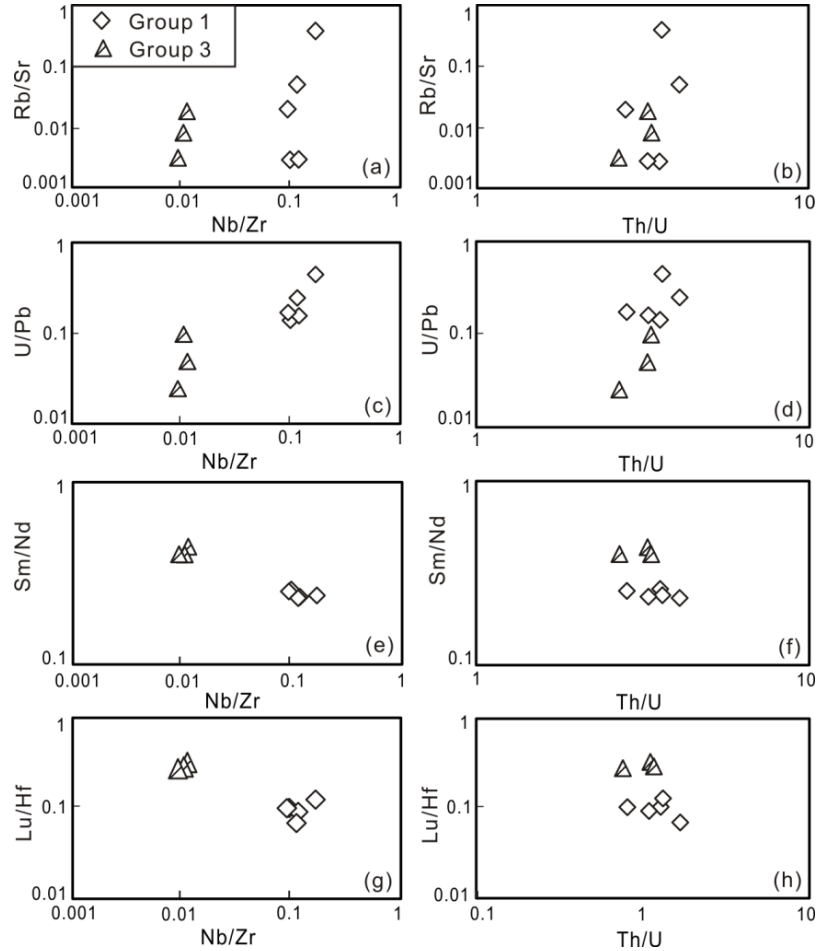 Group 1
Group 3
1
0.1
0.01
0.001
Rb/Sr
(a)
0.001 0.01 0.1 1
Nb/Zr
1
0.1
0.01
0.001
Rb/Sr
(b)
1 10
Th/U
1
0.1
0.01
U/Pb
(c)
0.001 0.01 0.1 1
Nb/Zr
1
0.1
0.01
U/Pb
(d)
1 10
Th/U
1
0.1
Sm/Nd
(e)
0.001 0.01 0.1 1
Nb/Zr
1
0.1
Sm/Nd
(f)
1 10
Th/U
1
0.1
0.01
Lu/Hf
(g)
0.001 0.01 0.1 1
Nb/Zr
1
0.1
0.01
Lu/Hf
(h)
0.1 1 10
Th/U